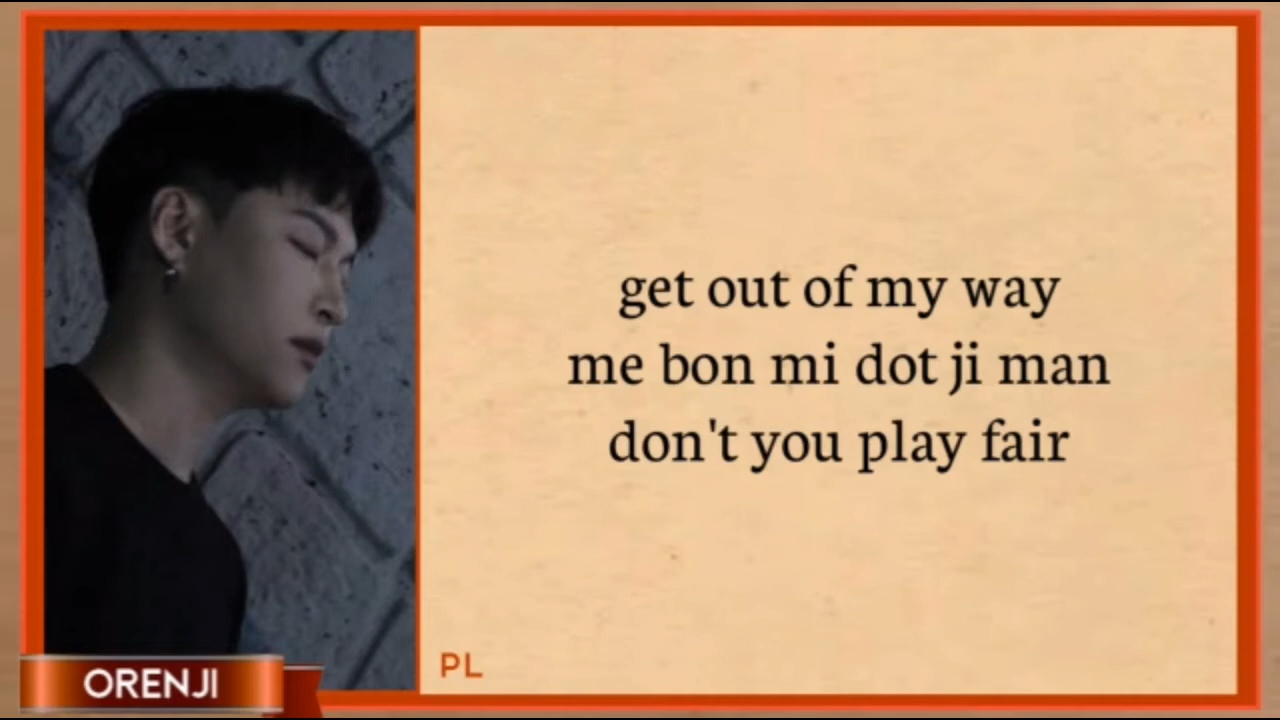 get out of my way
me bon mi dot ji man
don't you play fair
PL
ORENJI